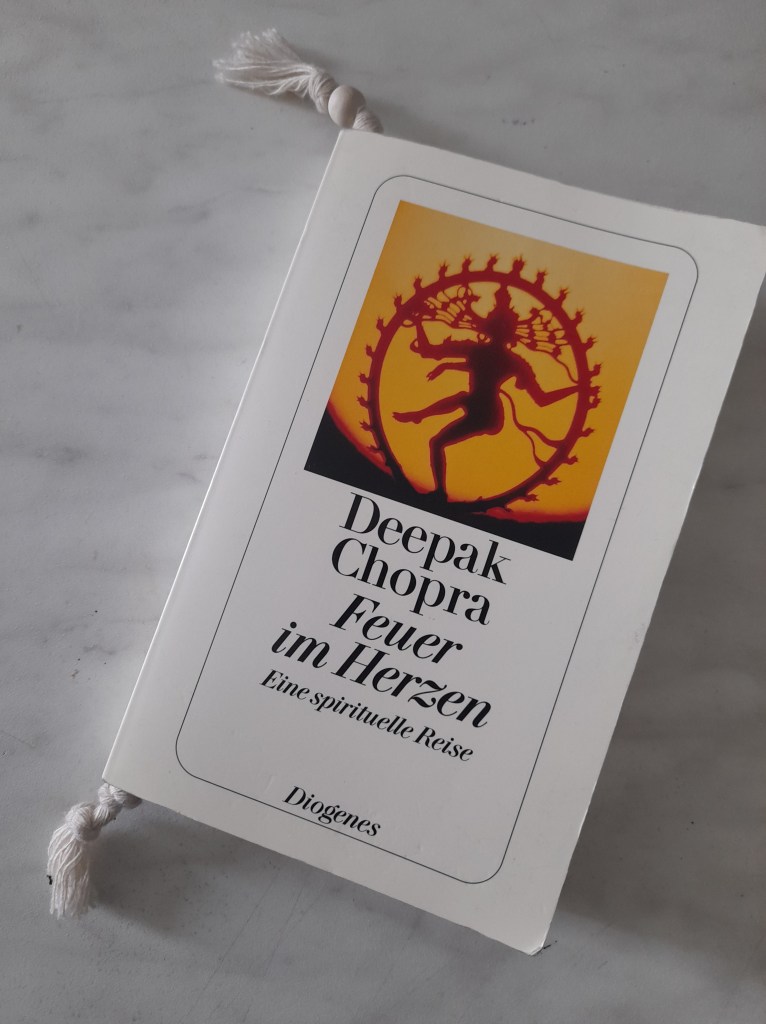 Deepak
Chopra
Feuer
im Herzen
Eine spirituelle Reise
Diogenes